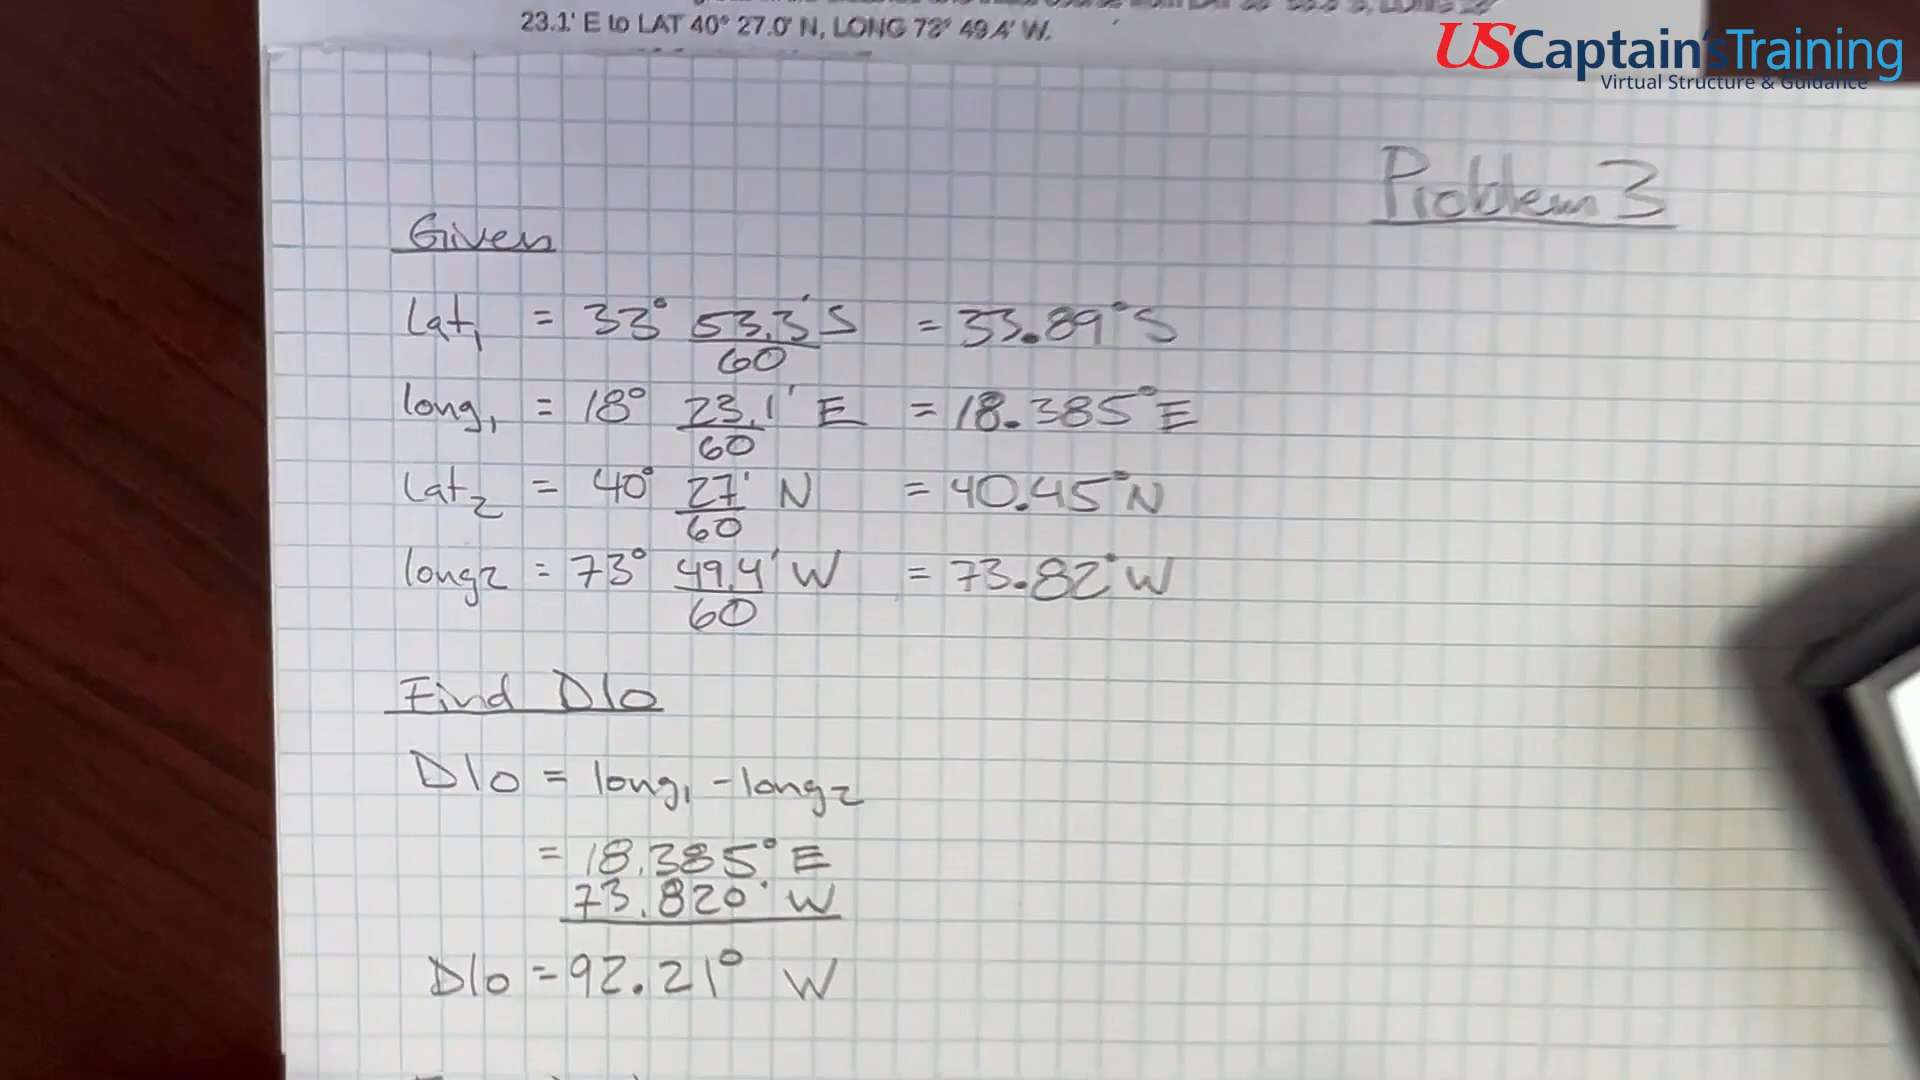 23.1' E to LAT 40° 27.0' N, LONG 73° 49.4' W.
USCaptain'sTraining
Virtual Structure & Guidance
Problem 3
Given
Lat₁ = 33° 53.3'S = 33.89°S
60
long₁ = 18° 23.1' E = 18.385°E
60
Lat₂ = 40° 27' N = 40.45°N
60
long2 = 73° 49.4' W = 73.82°W
60
Find Dlo
Dlo = long₁ - long2
= 18.385° E
73.820° W
Dlo = 92.21° W